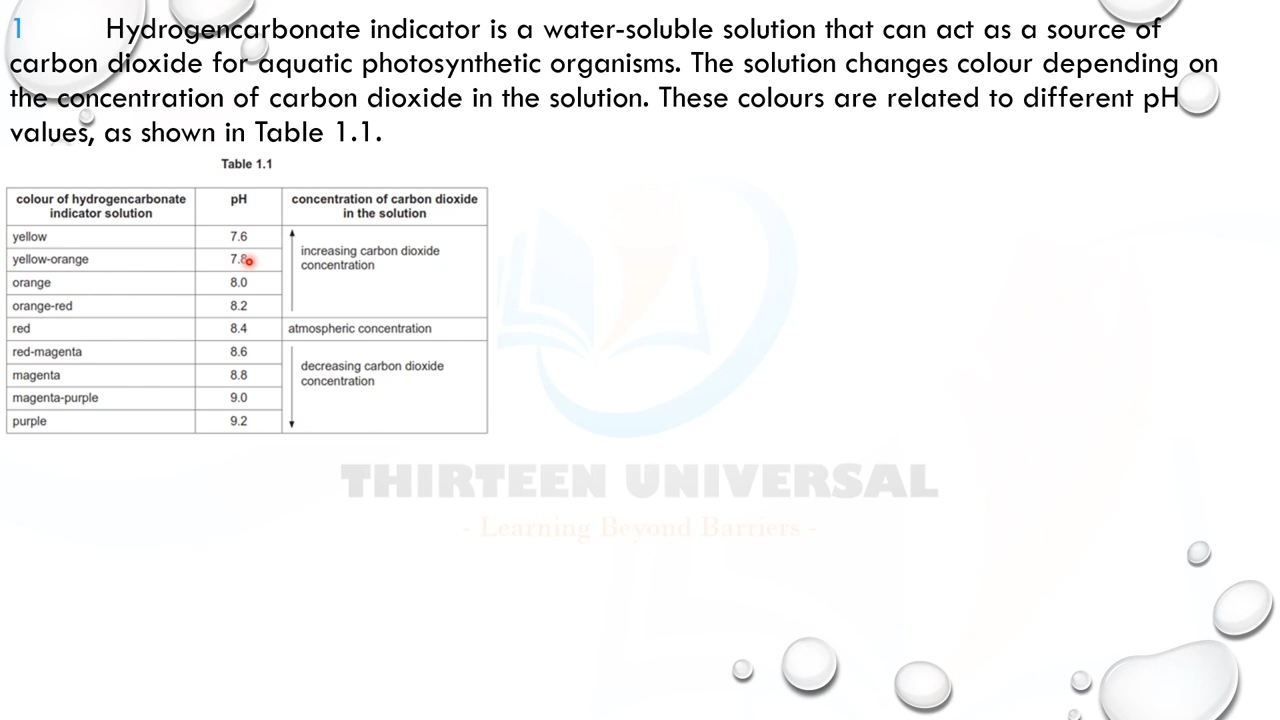 1 Hydrogencarbonate indicator is a water-soluble solution that can act as a source of
carbon dioxide for aquatic photosynthetic organisms. The solution changes colour depending on
the concentration of carbon dioxide in the solution. These colours are related to different pH
values, as shown in Table 1.1.
Table 1.1
colour of hydrogencarbonate
indicator solution
pH
concentration of carbon dioxide
in the solution
yellow 7.6
increasing carbon dioxide
concentration
yellow-orange 7.8
orange 8.0
orange-red 8.2
red 8.4 atmospheric concentration
red-magenta 8.6
decreasing carbon dioxide
concentration
magenta 8.8
magenta-purple 9.0
purple 9.2
THIRTEEN UNIVERSAL
- Learning Beyond Barriers -